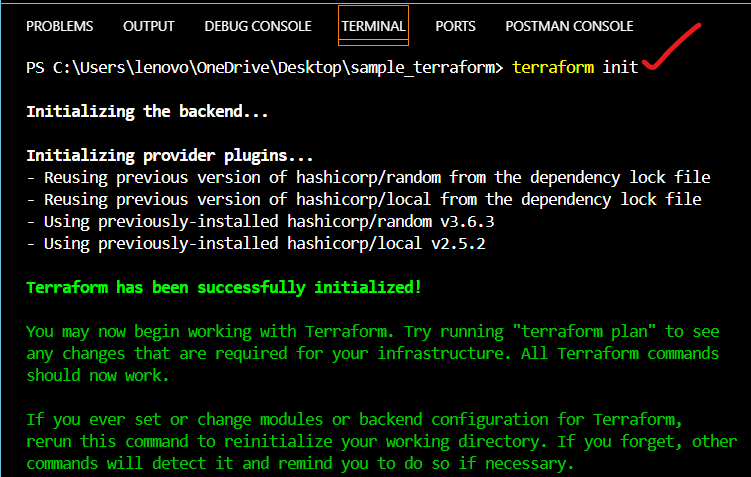 PROBLEMS OUTPUT DEBUG CONSOLE TERMINAL PORTS POSTMAN CONSOLE
PS C:\Users\lenovo\OneDrive\Desktop\sample_terraform> terraform init
Initializing the backend...
Initializing provider plugins...
- Reusing previous version of hashicorp/random from the dependency lock file
- Reusing previous version of hashicorp/local from the dependency lock file
- Using previously-installed hashicorp/random v3.6.3
- Using previously-installed hashicorp/local v2.5.2
Terraform has been successfully initialized!
You may now begin working with Terraform. Try running "terraform plan" to see
any changes that are required for your infrastructure. All Terraform commands
should now work.
If you ever set or change modules or backend configuration for Terraform,
rerun this command to reinitialize your working directory. If you forget, other
commands will detect it and remind you to do so if necessary.